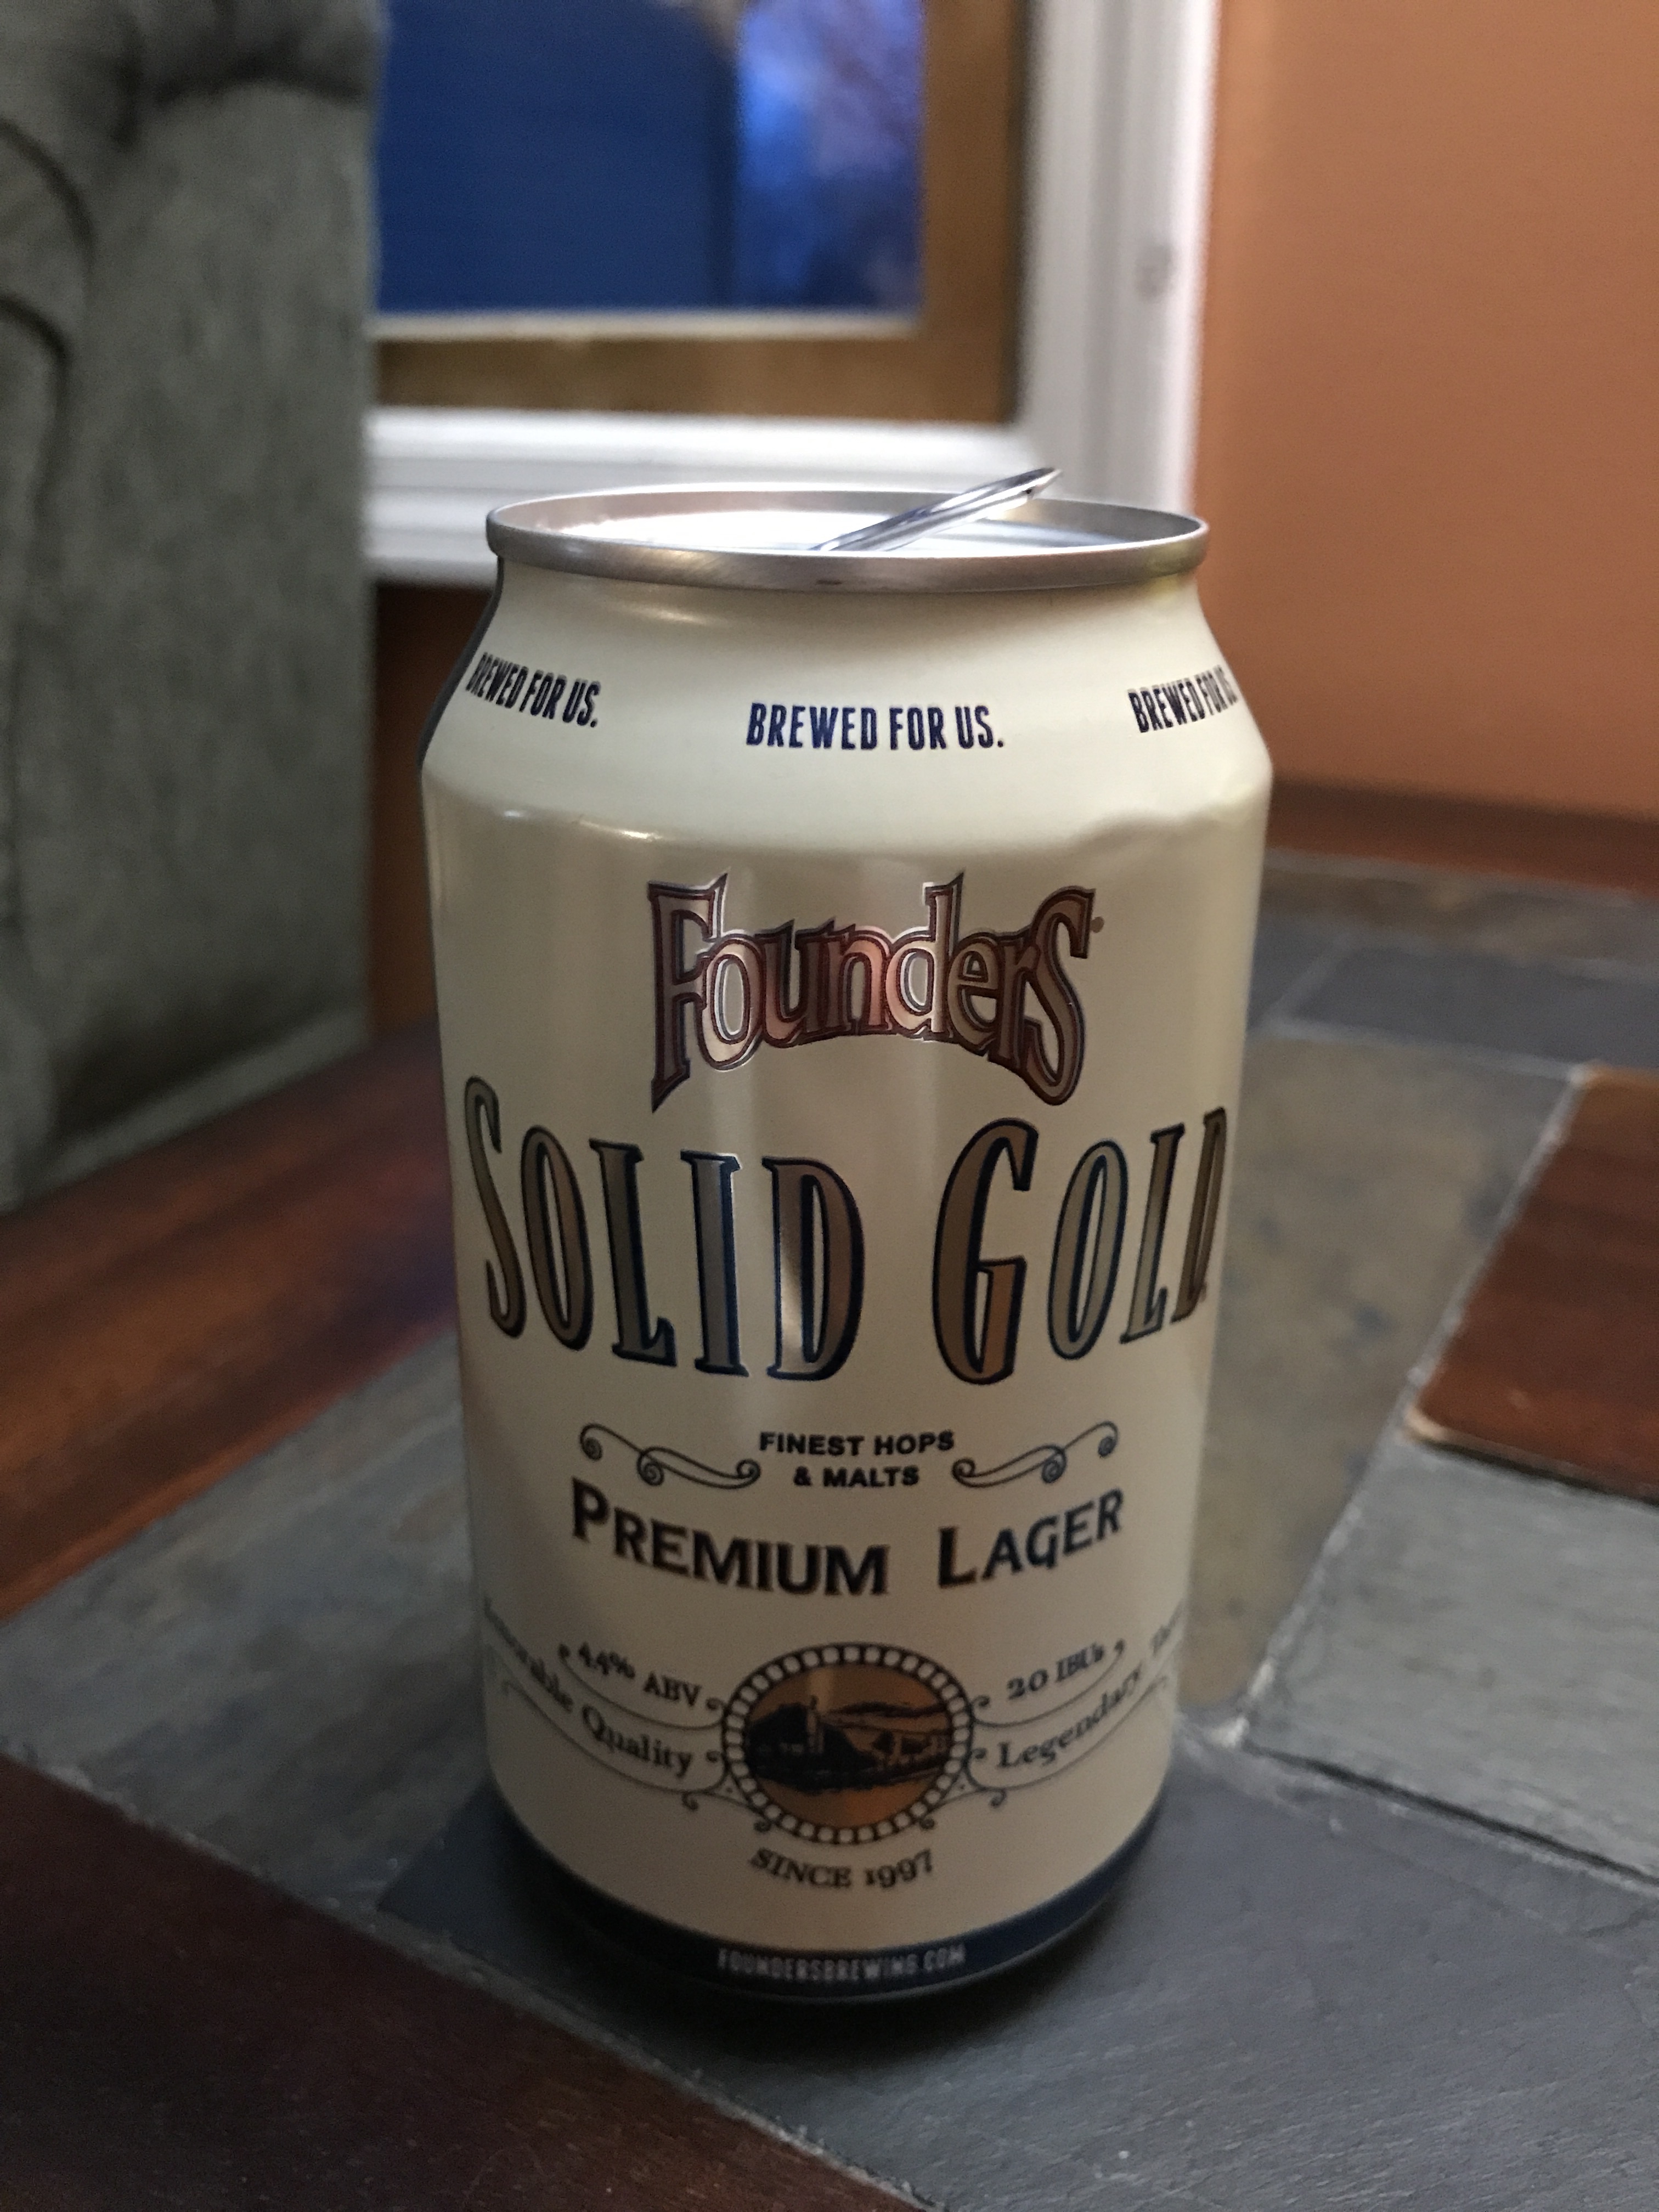 BREWED FOR US.
BREWED FOR US.
BREWED FOR US
Founders
SOLID GOLD
FINEST HOPS
& MALTS
PREMIUM LAGER
4.4% ABV
20 IBUs
Quality
Legendary
SINCE 1997
FOUNDERSBREWING.COM